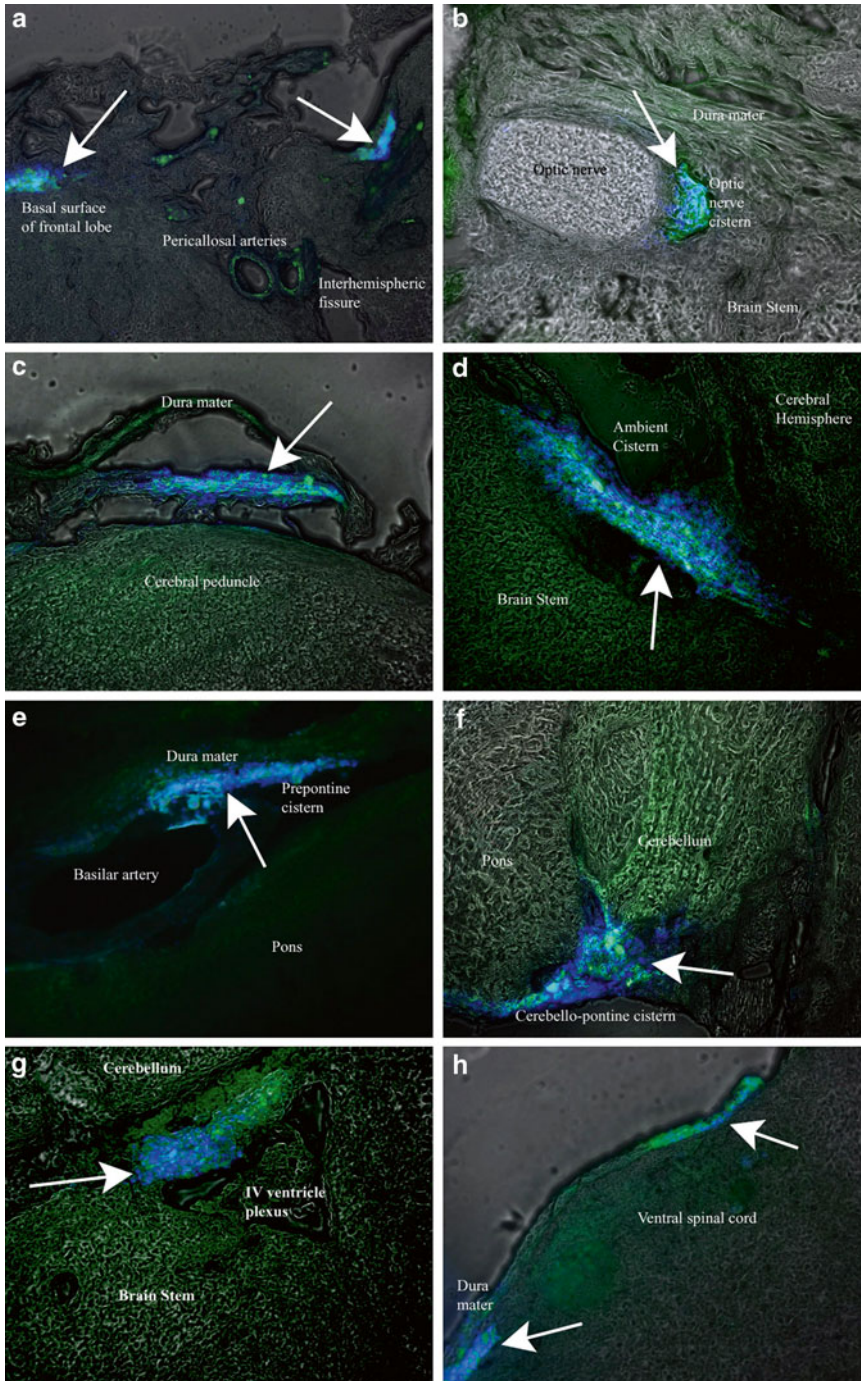 a
Basal surface
of frontal lobe
Pericallosal arteries
Interhemispheric
fissure
b
Dura mater
Optic nerve
Optic
nerve
cistern
Brain Stem
c
Dura mater
Cerebral peduncle
d
Ambient
Cistern
Cerebral
Hemisphere
Brain Stem
e
Dura mater
Prepontine
cistern
Basilar artery
Pons
f
Pons
Cerebellum
Cerebello-pontine cistern
g
Cerebellum
IV ventricle
plexus
Brain Stem
h
Ventral spinal cord
Dura
mater